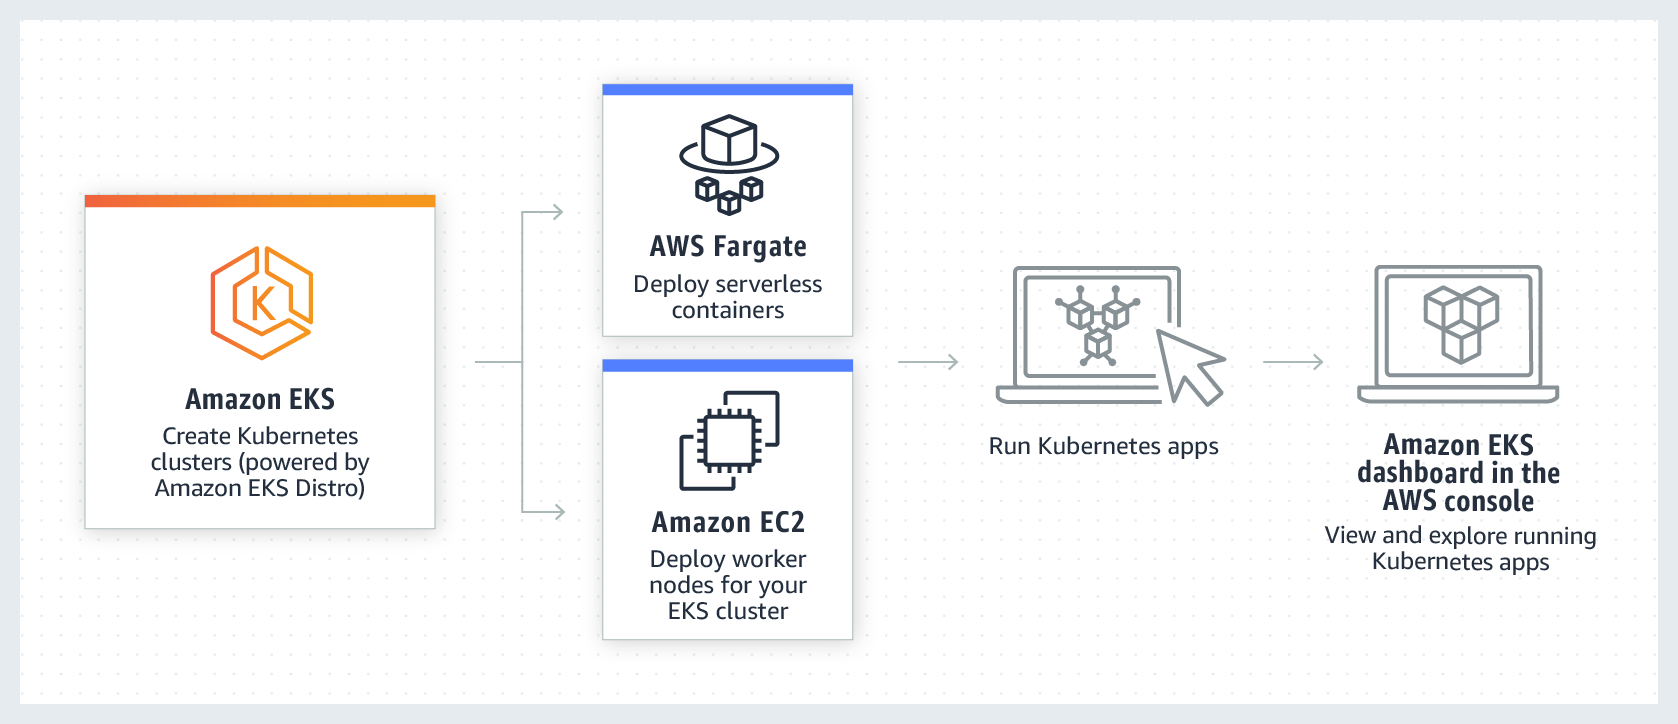 Amazon EKS
Create Kubernetes
clusters (powered by
Amazon EKS Distro)
AWS Fargate
Deploy serverless
containers
Amazon EC2
Deploy worker
nodes for your
EKS cluster
Run Kubernetes apps
Amazon EKS
dashboard in the
AWS console
View and explore running
Kubernetes apps